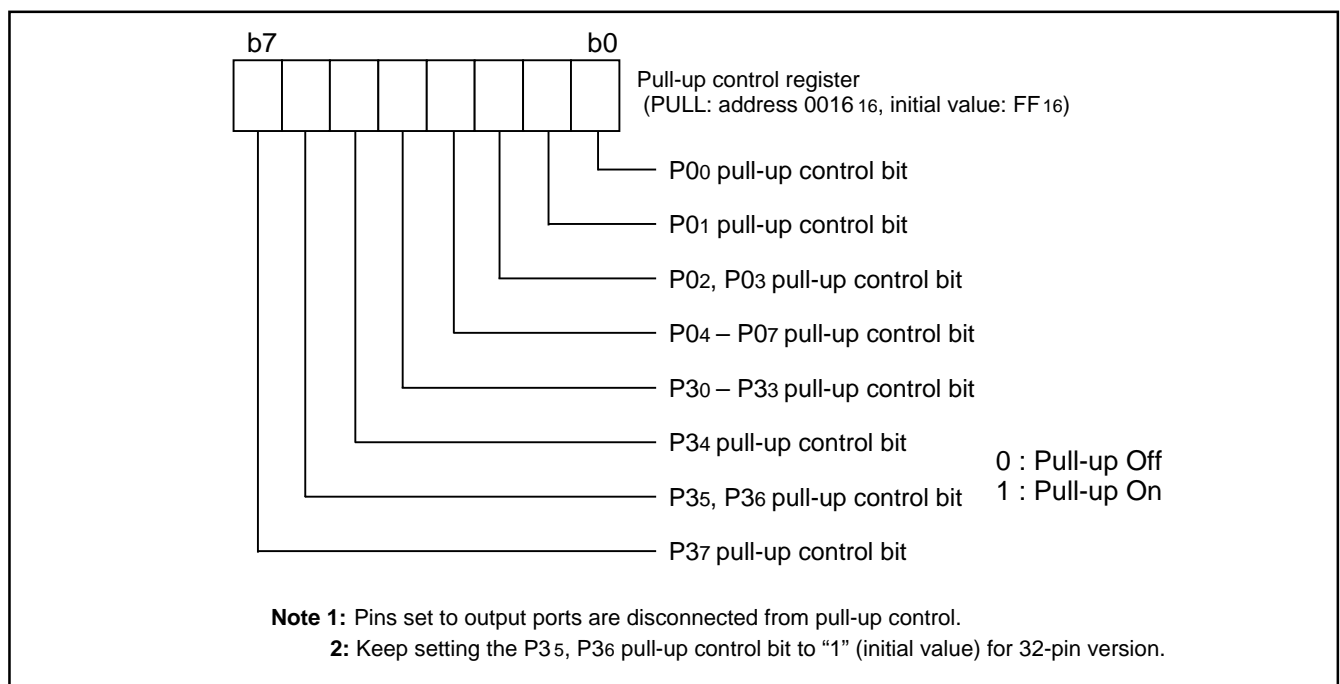 b7 b0
Pull-up control register
(PULL: address 0016 16, initial value: FF16)
P00 pull-up control bit
P01 pull-up control bit
P02, P03 pull-up control bit
P04 – P07 pull-up control bit
P30 – P33 pull-up control bit
P34 pull-up control bit
P35, P36 pull-up control bit
P37 pull-up control bit
0 : Pull-up Off
1 : Pull-up On
Note 1: Pins set to output ports are disconnected from pull-up control.
2: Keep setting the P35, P36 pull-up control bit to “1” (initial value) for 32-pin version.